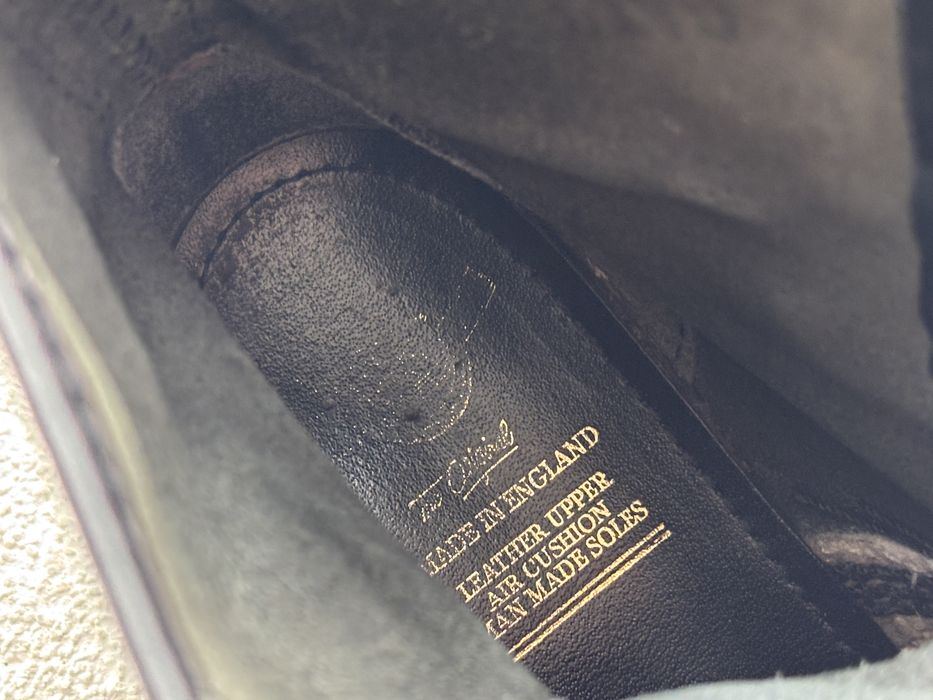 The Original
MADE IN ENGLAND
LEATHER UPPER
AIR CUSHION
MAN MADE SOLES